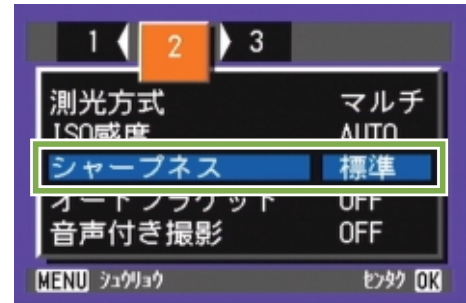 1 2 3
測光方式 マルチ
ISO感度 AUTO
シャープネス 標準
オートブラケット OFF
音声付き撮影 OFF
MENU シュウリョウ センタク OK